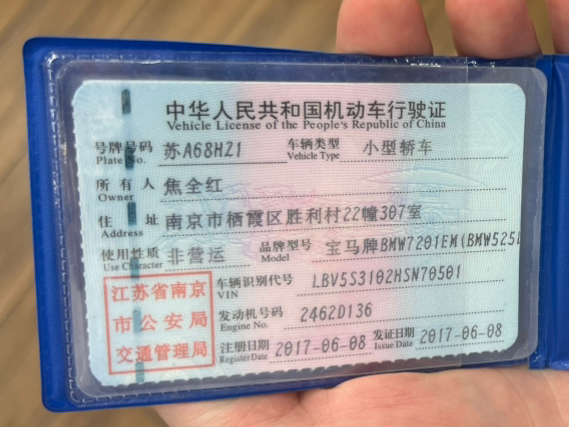 中华人民共和国机动车行驶证
Vehicle License of the People's Republic of China
号牌号码 苏A68HZ1 车辆类型 小型轿车
Plate No. Vehicle Type
所有人 焦全红
Owner
住址 南京市栖霞区胜利村22幢307室
Address
使用性质 非营运 品牌型号 宝马牌BMW7201EM(BMW525L
Use Character Model
江苏省南京
市公安局
交通管理局
车辆识别代号 LBV5S3102HSN70501
VIN
发动机号码 2462D136
Engine No.
注册日期 2017-06-08 发证日期 2017-06-08
Register Date Issue Date